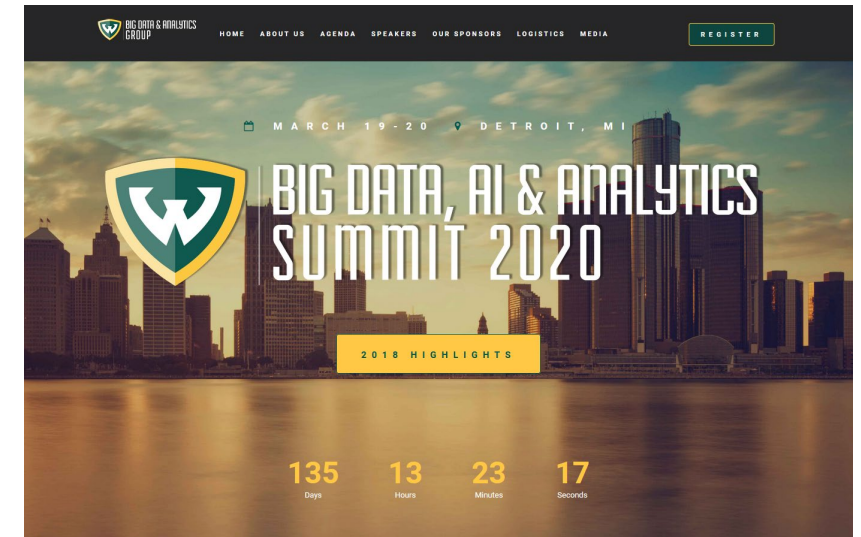 BIG DATA & ANALYTICS
GROUP
HOME ABOUT US AGENDA SPEAKERS OUR SPONSORS LOGISTICS MEDIA
REGISTER
MARCH 19-20 DETROIT, MI
W
BIG DATA, AI & ANALYTICS
SUMMIT 2020
2018 HIGHLIGHTS
135 13 23 17
Days Hours Minutes Seconds